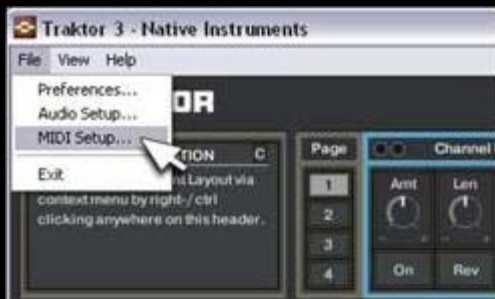 Traktor 3 - Native Instruments
File View Help
Preferences...
Audio Setup...
MIDI Setup...
Exit
OR
TION C
Layout via
context menu by right-/ ctrl
clicking anywhere on this header.
Page
1
2
3
4
Channel
Amt Len
On Rev